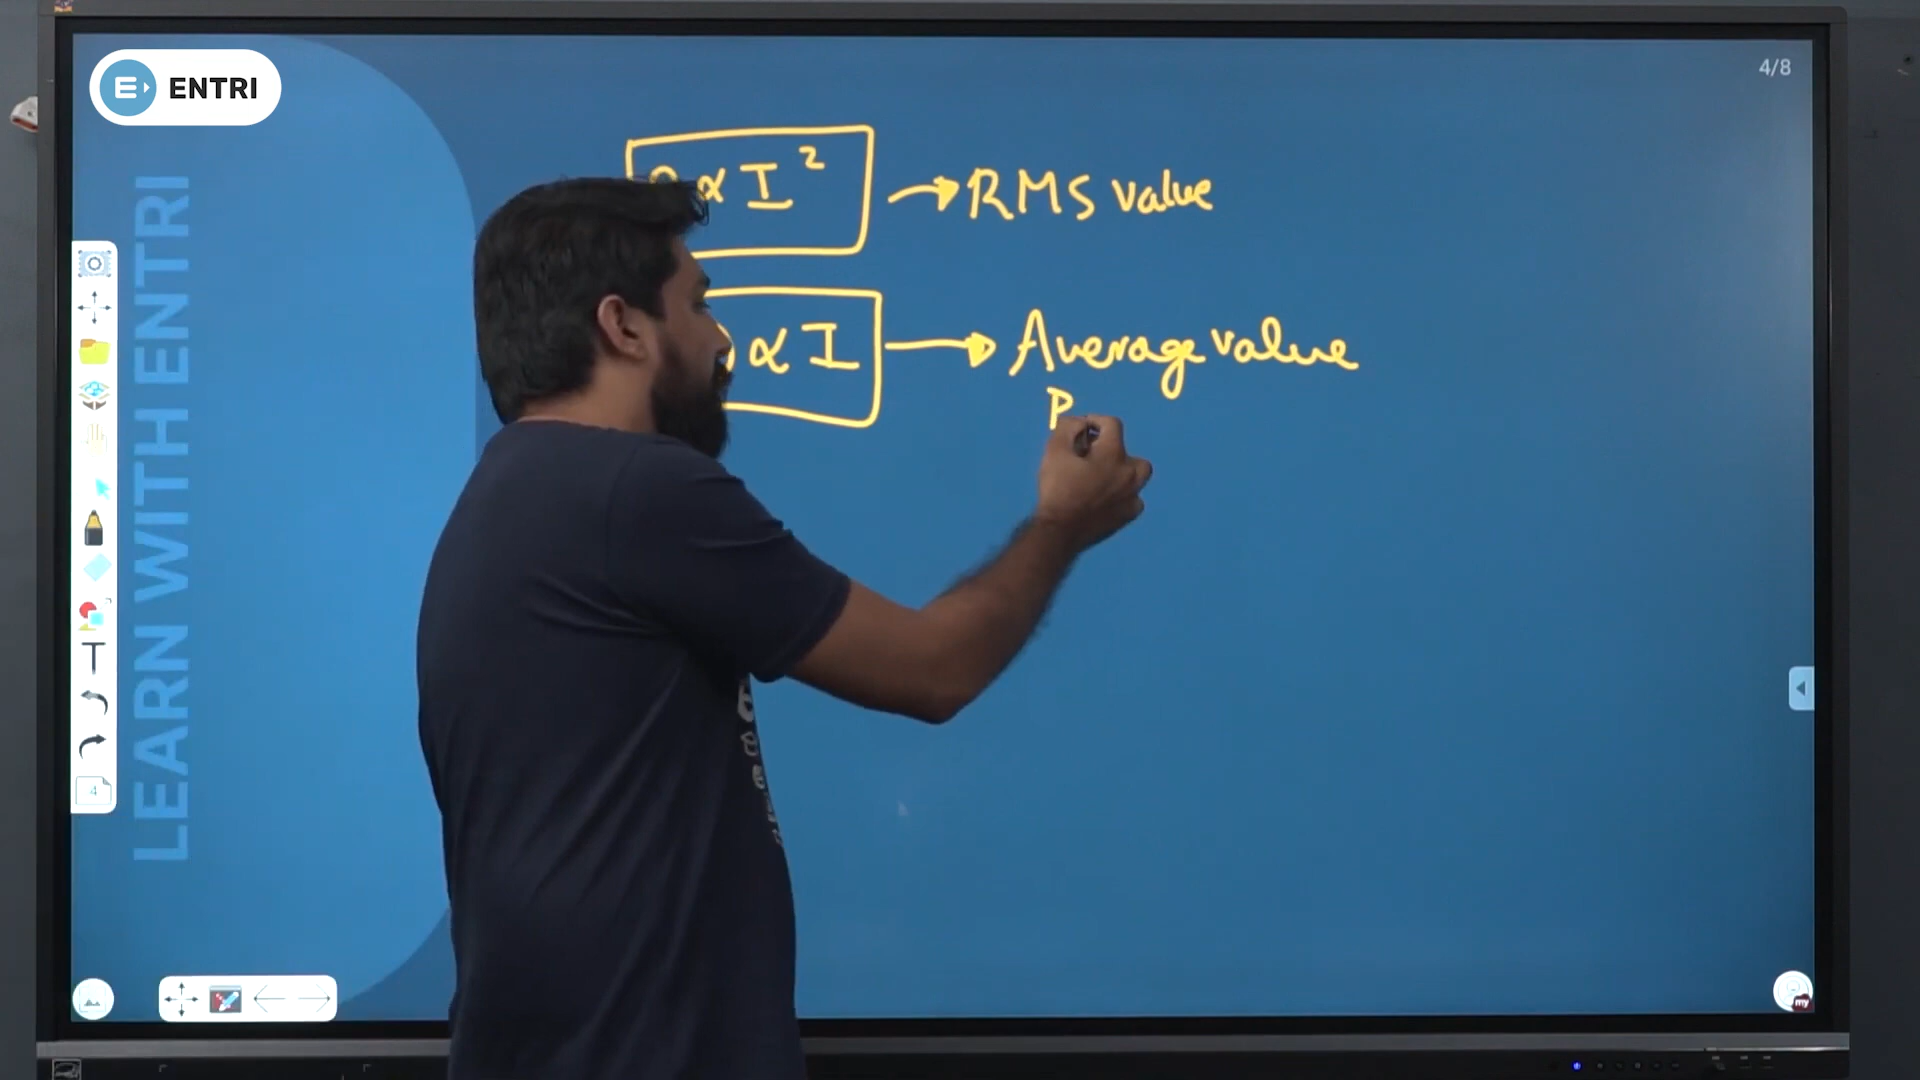 ENTRI
4/8
LEARN WITH ENTRI
α I² → RMS value
α I → Average value
P